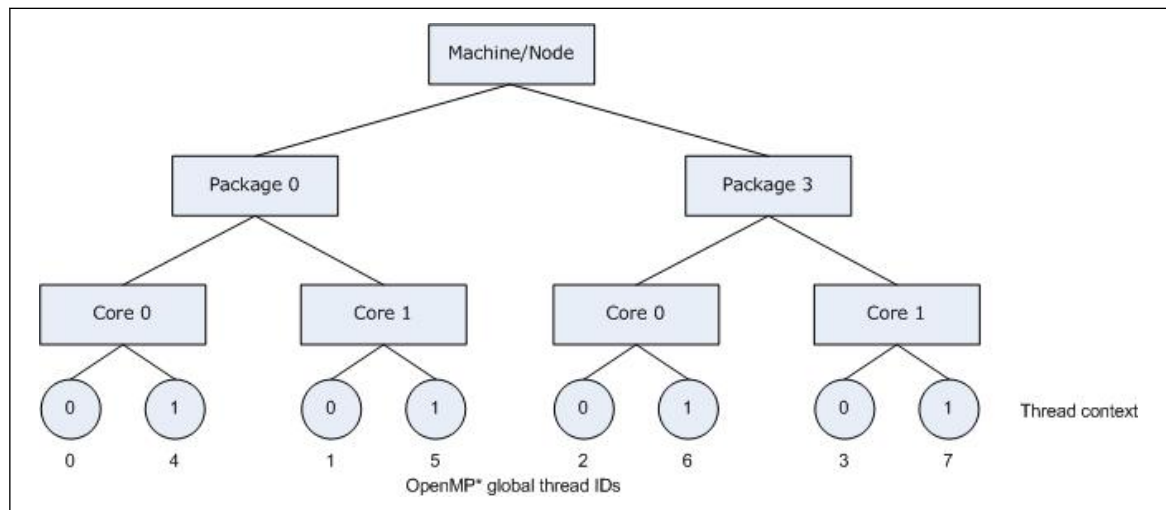 Machine/Node
Package 0 Package 3
Core 0 Core 1 Core 0 Core 1
0 1 0 1 0 1 0 1 Thread context
0 4 1 5 2 6 3 7
OpenMP* global thread IDs